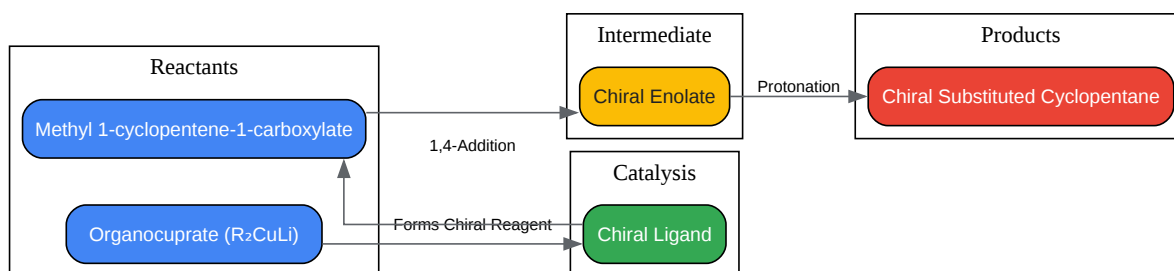 Reactants
Methyl 1-cyclopentene-1-carboxylate
Organocuprate (R₂CuLi)
1,4-Addition
Forms Chiral Reagent
Intermediate
Chiral Enolate
Catalysis
Chiral Ligand
Protonation
Products
Chiral Substituted Cyclopentane